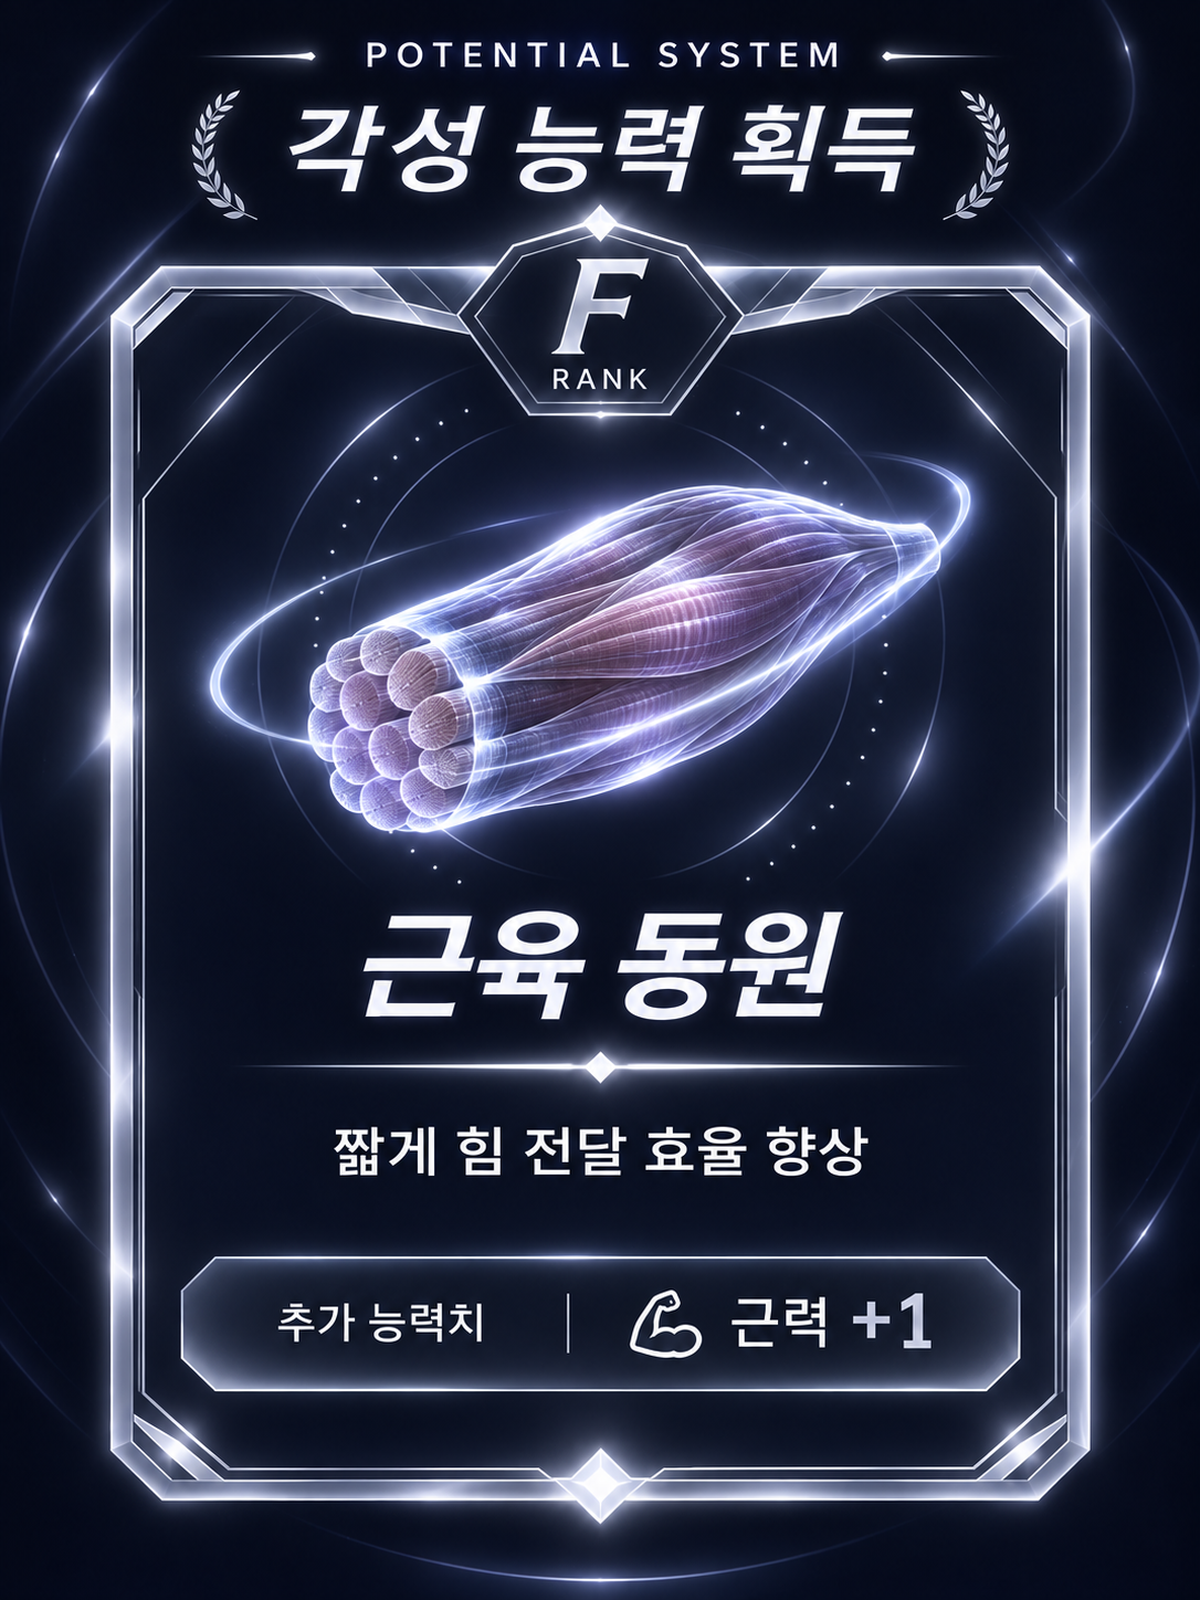 POTENTIAL SYSTEM
각성 능력 획득
F
RANK
근육 동원
짧게 힘 전달 효율 향상
추가 능력치 근력 +1